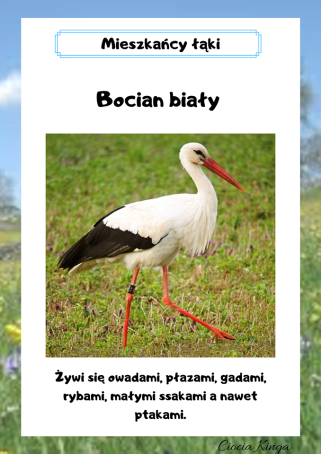 Mieszkańcy łąki
Bocian biały
Żywi się owadami, płazami, gadami,
rybami, małymi ssakami a nawet
ptakami.
Ciocia Kinga